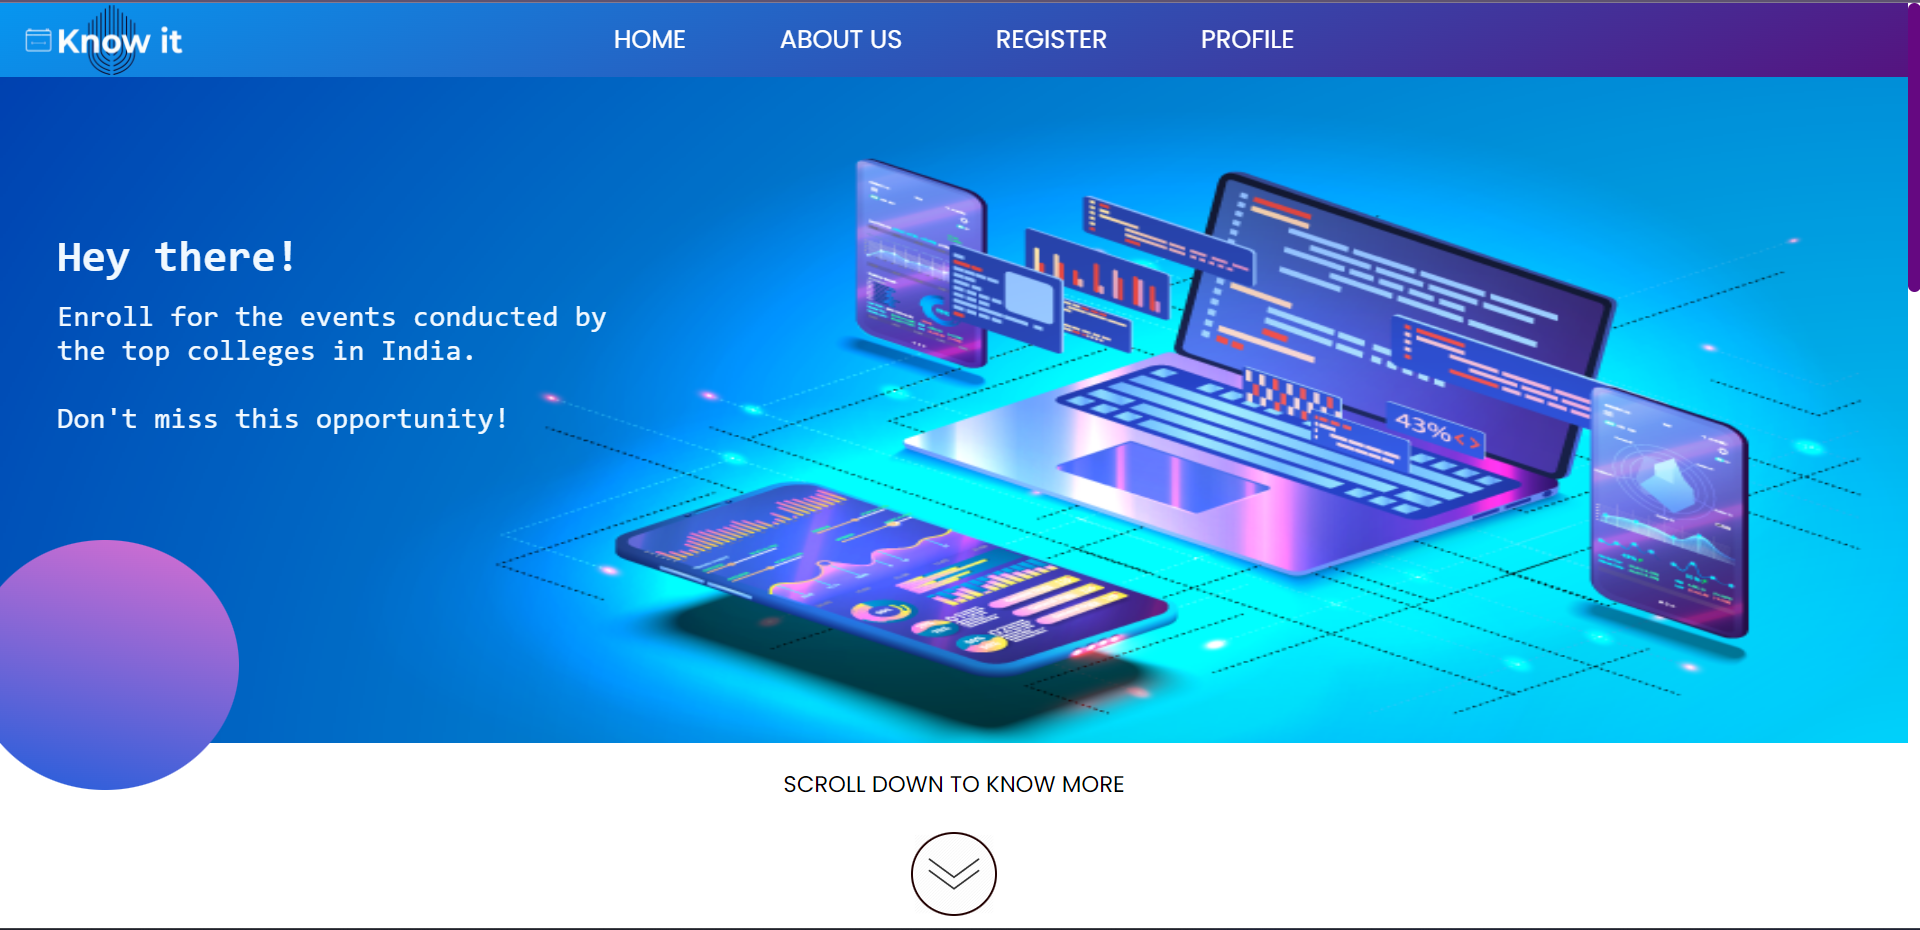 Know it
HOME
ABOUT US
REGISTER
PROFILE
Hey there!
Enroll for the events conducted by
the top colleges in India.
Don't miss this opportunity!
43%<>
SCROLL DOWN TO KNOW MORE